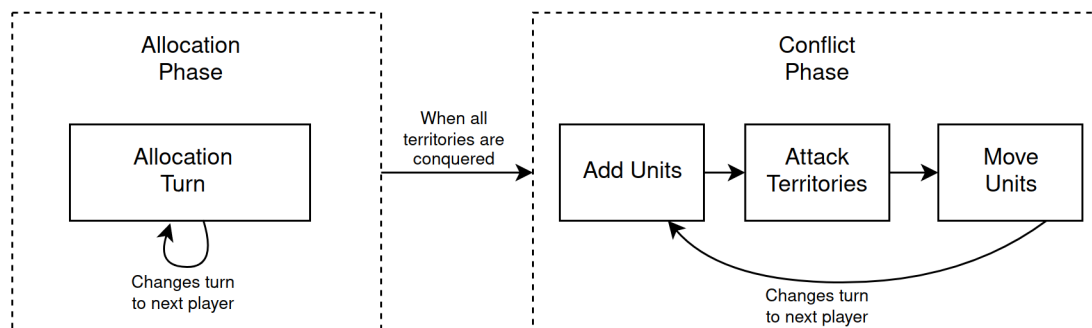 Allocation
Phase
Allocation
Turn
Changes turn
to next player
When all
territories are
conquered
Conflict
Phase
Add Units
Attack
Territories
Move
Units
Changes turn
to next player